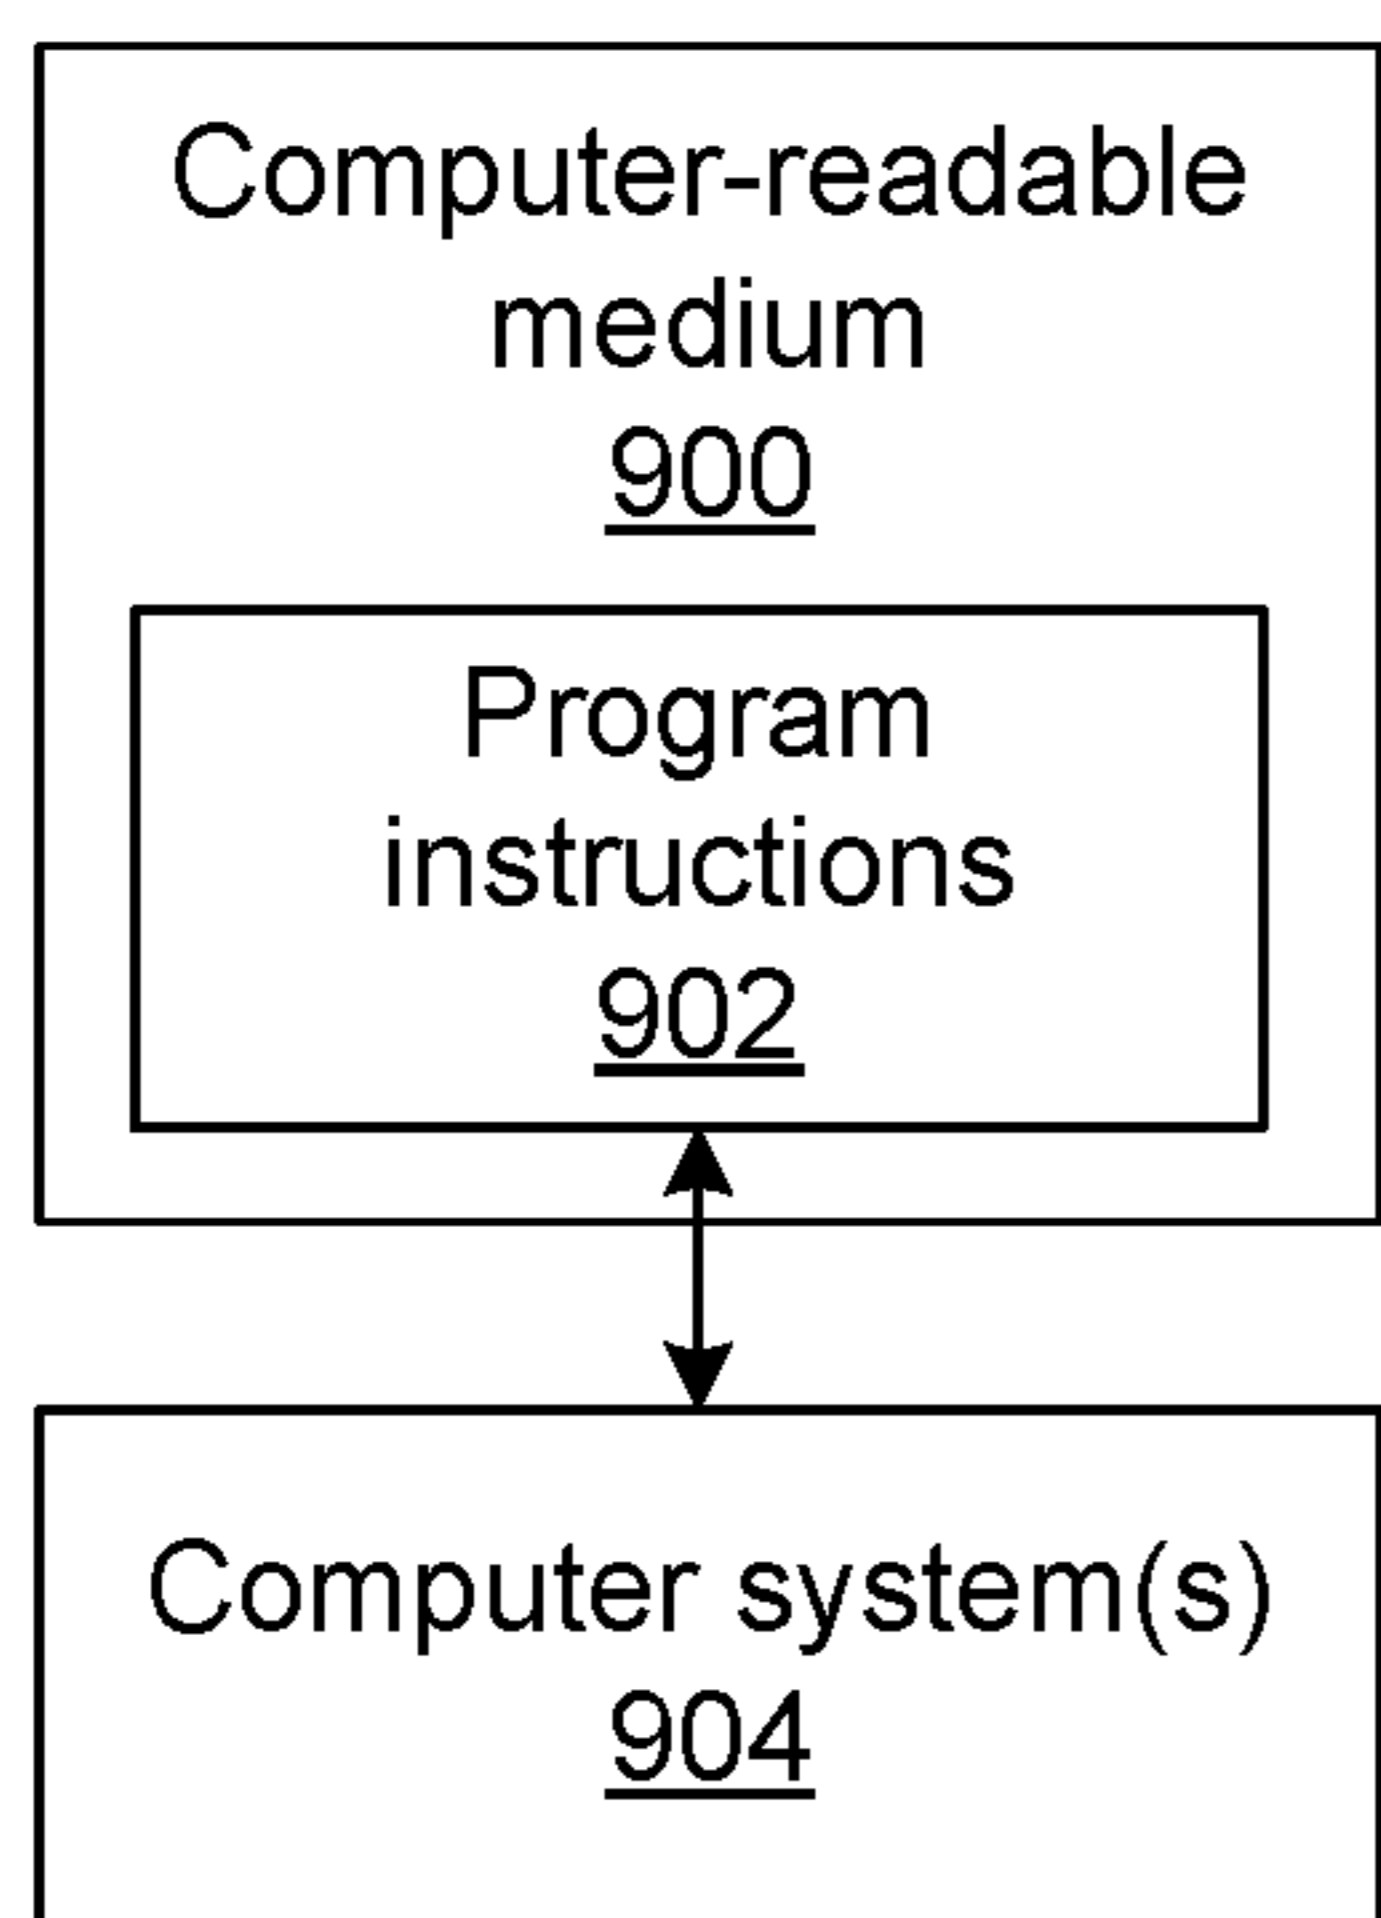 Computer-readable
medium
900
Program
instructions
902
Computer system(s)
904